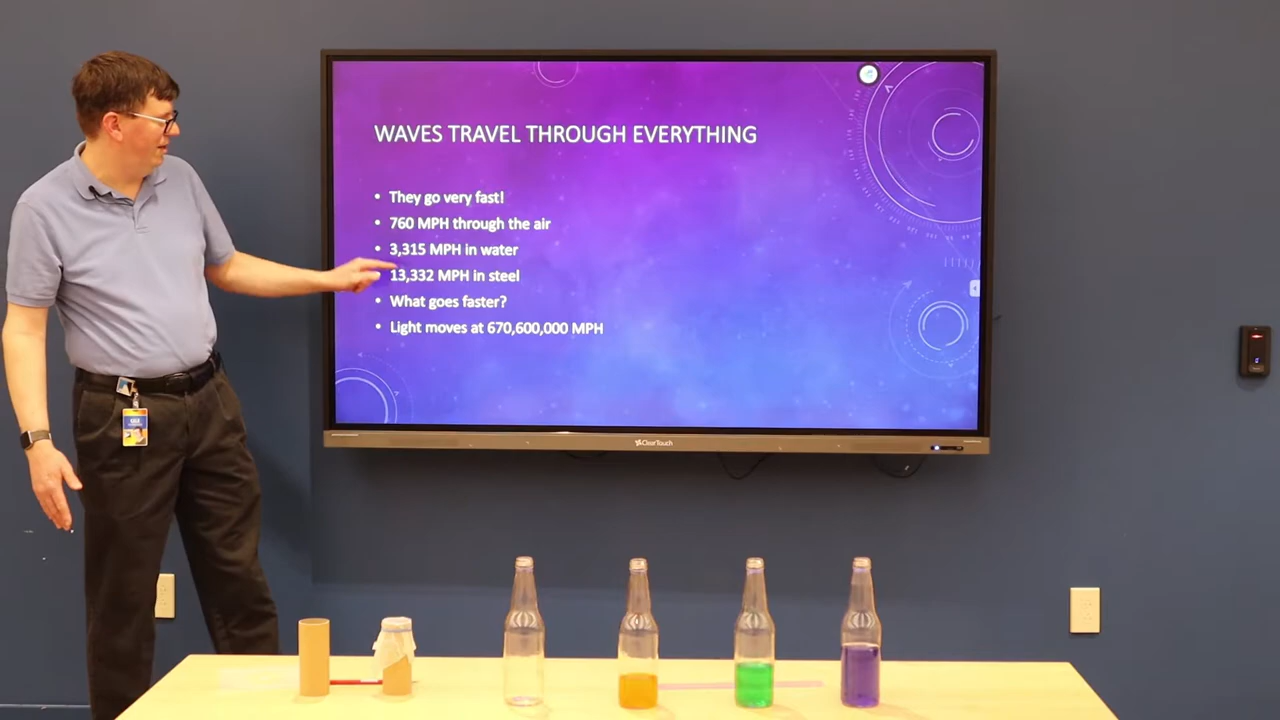 WAVES TRAVEL THROUGH EVERYTHING
• They go very fast!
• 760 MPH through the air
• 3,315 MPH in water
• 13,332 MPH in steel
• What goes faster?
• Light moves at 670,600,000 MPH
ClearTouch